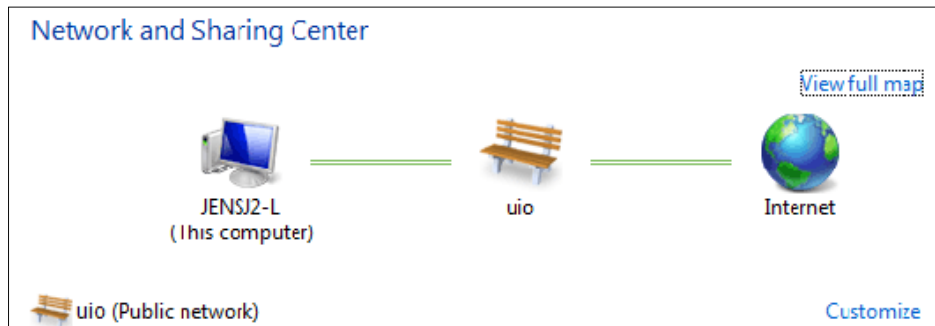 Network and Sharing Center
View full map
JENSJ2-L
(This computer)
uio
Internet
uio (Public network)
Customize